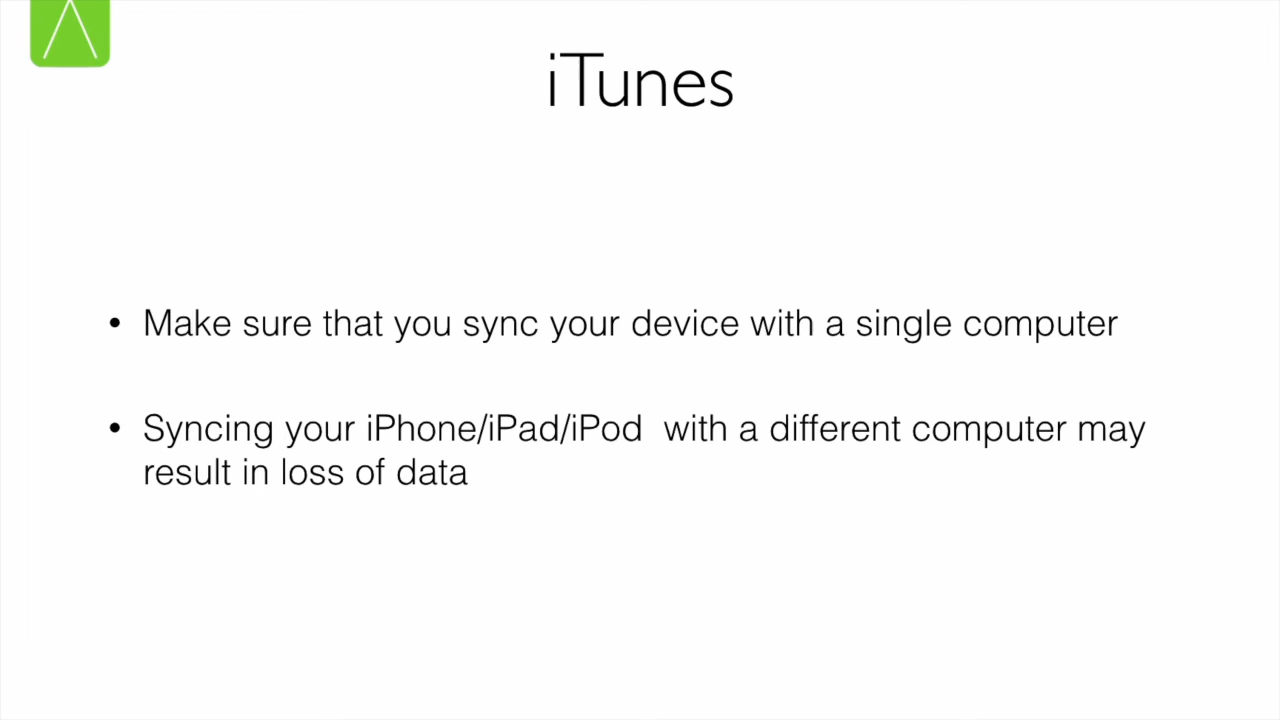 iTunes
• Make sure that you sync your device with a single computer
• Syncing your iPhone/iPad/iPod  with a different computer may
result in loss of data